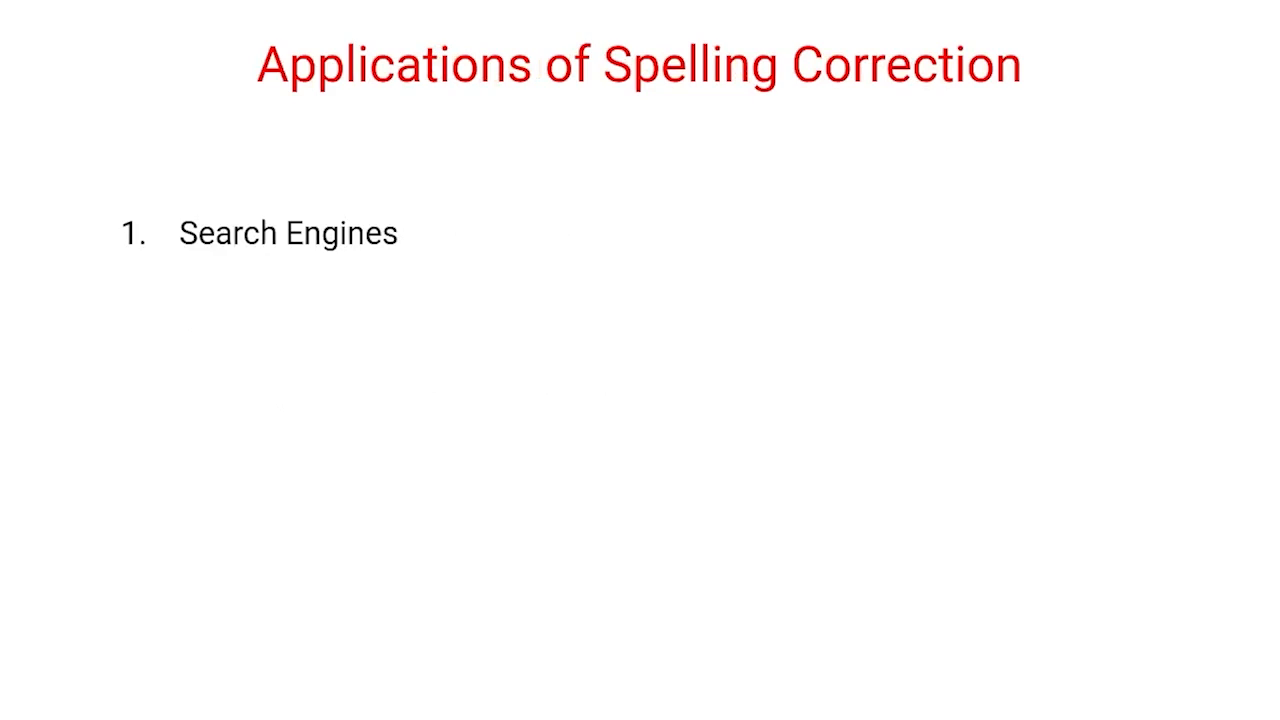 Applications of Spelling Correction
1. Search Engines